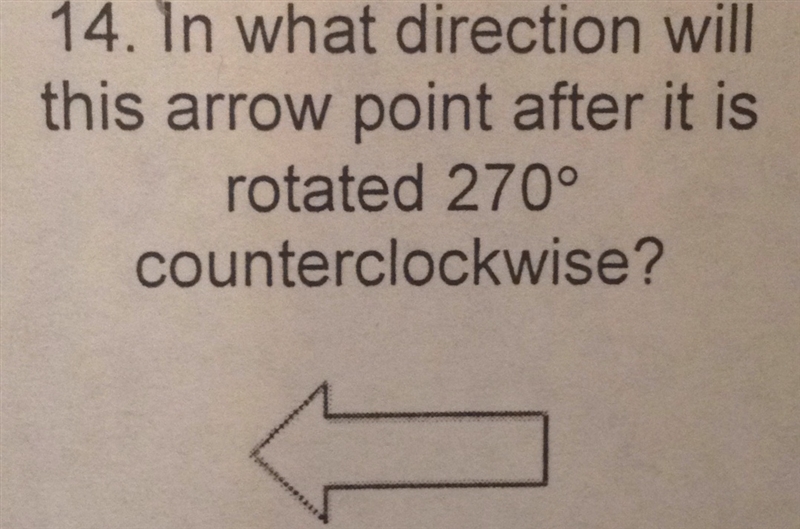 14. In what direction will
this arrow point after it is
rotated 270°
counterclockwise?